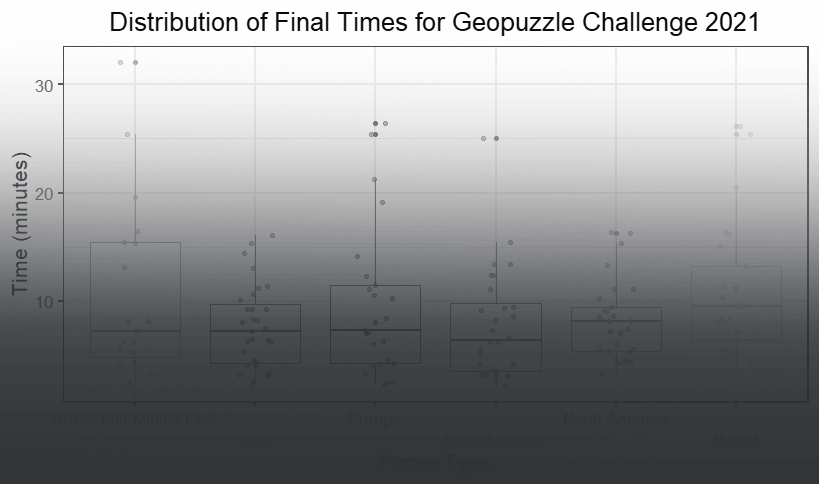 Distribution of Final Times for Geopuzzle Challenge 2021
30
20
10
Time (minutes)
Africa and Middle East
Asia
Europe
Latin America
North America
World
Puzzle Type